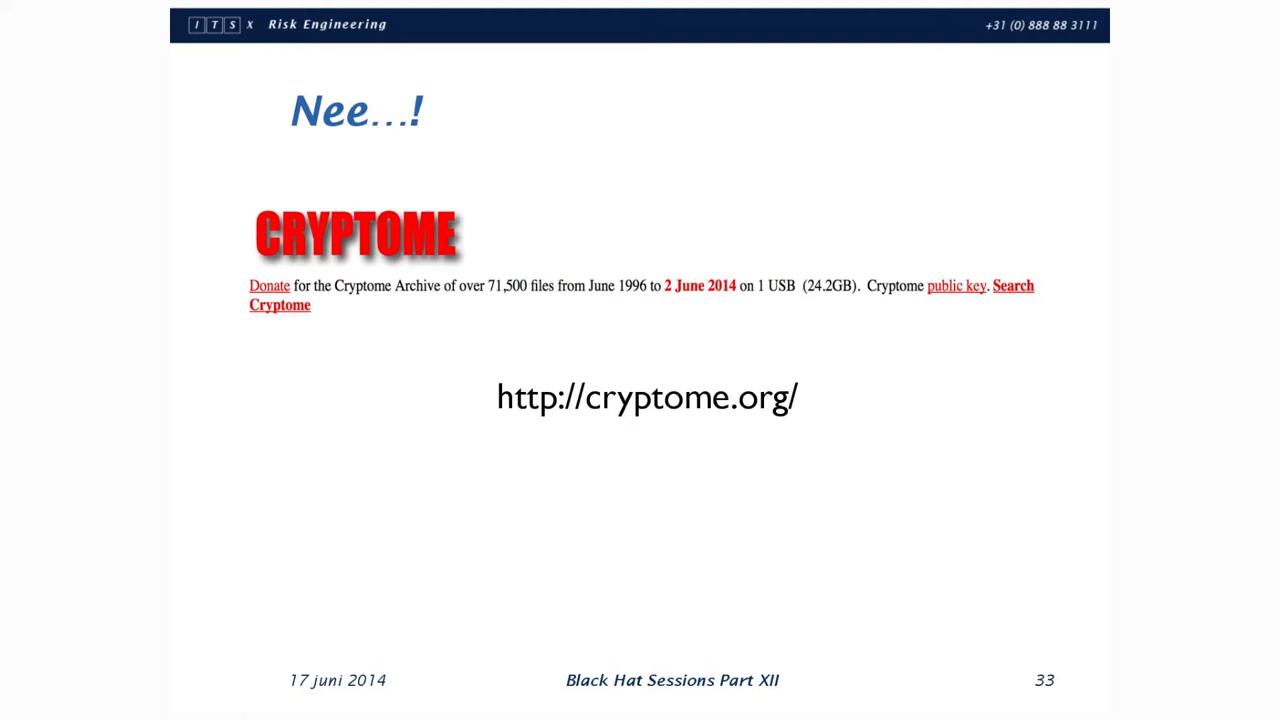 I T S X Risk Engineering
+31 (0) 888 88 3111
Nee...!
CRYPTOME
Donate for the Cryptome Archive of over 71,500 files from June 1996 to 2 June 2014 on 1 USB (24.2GB). Cryptome public key. Search
Cryptome
http://cryptome.org/
17 juni 2014
Black Hat Sessions Part XII
33